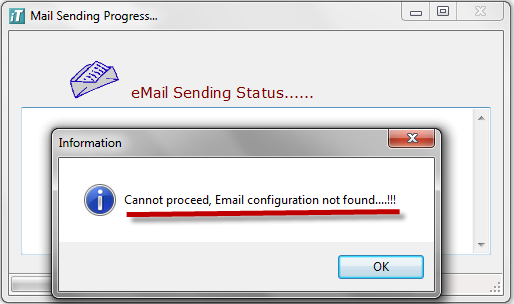 iT Mail Sending Progress...
eMail Sending Status......
Information
Cannot proceed, Email configuration not found....!!!
OK